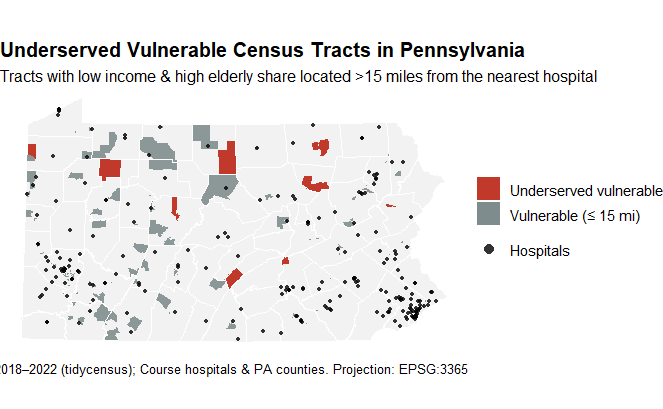 Underserved Vulnerable Census Tracts in Pennsylvania
Tracts with low income & high elderly share located >15 miles from the nearest hospital
Underserved vulnerable
Vulnerable (≤ 15 mi)
Hospitals
2018–2022 (tidycensus); Course hospitals & PA counties. Projection: EPSG:3365